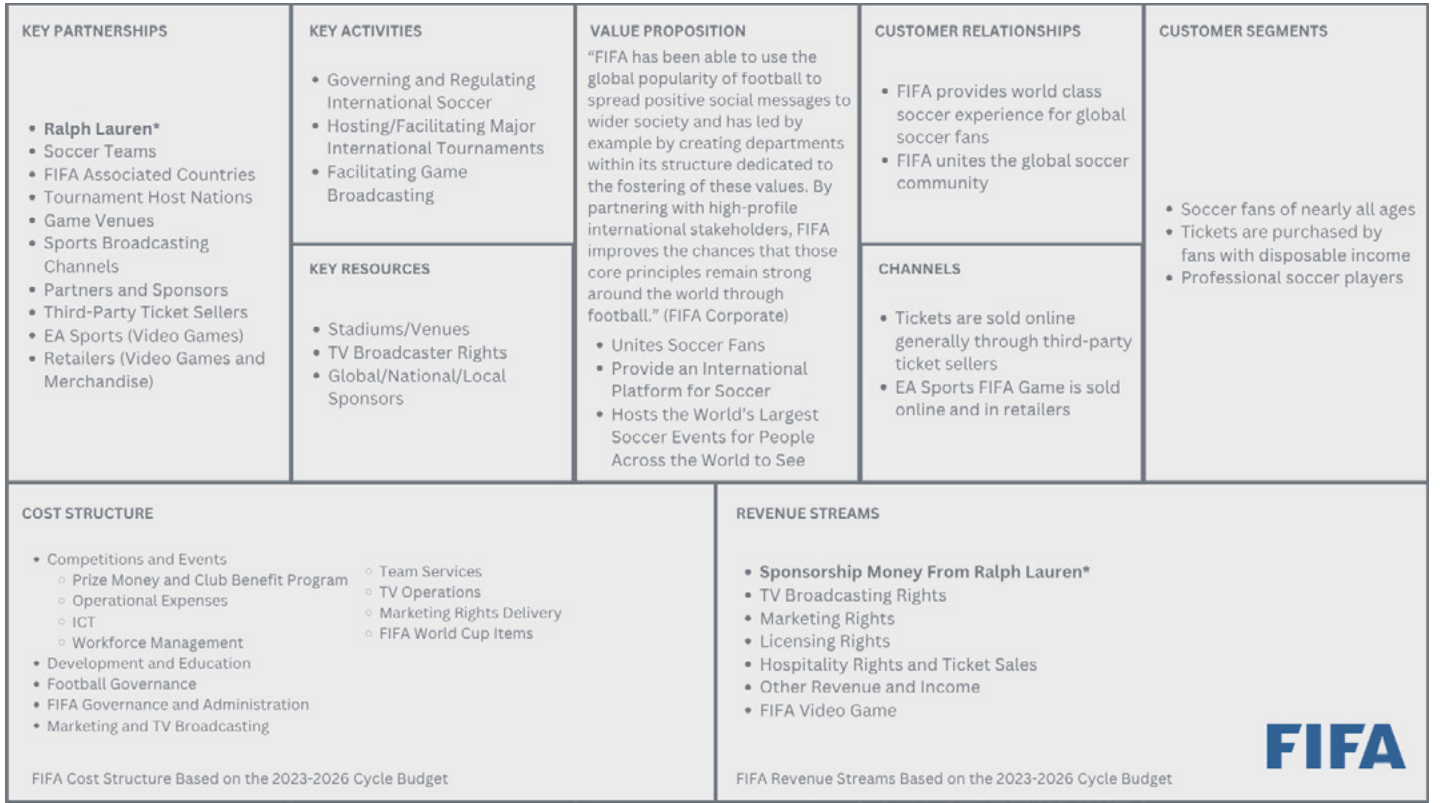 KEY PARTNERSHIPS
• Ralph Lauren*
• Soccer Teams
• FIFA Associated Countries
• Tournament Host Nations
• Game Venues
• Sports Broadcasting
Channels
• Partners and Sponsors
• Third-Party Ticket Sellers
• EA Sports (Video Games)
• Retailers (Video Games and
Merchandise)
KEY ACTIVITIES
• Governing and Regulating
International Soccer
• Hosting/Facilitating Major
International Tournaments
• Facilitating Game
Broadcasting
KEY RESOURCES
• Stadiums/Venues
• TV Broadcaster Rights
• Global/National/Local
Sponsors
VALUE PROPOSITION
“FIFA has been able to use the
global popularity of football to
spread positive social messages to
wider society and has led by
example by creating departments
within its structure dedicated to
the fostering of these values. By
partnering with high-profile
international stakeholders, FIFA
improves the chances that those
core principles remain strong
around the world through
football.” (FIFA Corporate)
• Unites Soccer Fans
• Provide an International
Platform for Soccer
• Hosts the World’s Largest
Soccer Events for People
Across the World to See
CUSTOMER RELATIONSHIPS
• FIFA provides world class
soccer experience for global
soccer fans
• FIFA unites the global soccer
community
CHANNELS
• Tickets are sold online
generally through third-party
ticket sellers
• EA Sports FIFA Game is sold
online and in retailers
CUSTOMER SEGMENTS
• Soccer fans of nearly all ages
• Tickets are purchased by
fans with disposable income
• Professional soccer players
COST STRUCTURE
• Competitions and Events
◦ Prize Money and Club Benefit Program
◦ Operational Expenses
◦ ICT
◦ Workforce Management
◦ Team Services
◦ TV Operations
◦ Marketing Rights Delivery
◦ FIFA World Cup Items
• Development and Education
• Football Governance
• FIFA Governance and Administration
• Marketing and TV Broadcasting
FIFA Cost Structure Based on the 2023-2026 Cycle Budget
REVENUE STREAMS
• Sponsorship Money From Ralph Lauren*
• TV Broadcasting Rights
• Marketing Rights
• Licensing Rights
• Hospitality Rights and Ticket Sales
• Other Revenue and Income
• FIFA Video Game
FIFA Revenue Streams Based on the 2023-2026 Cycle Budget
FIFA